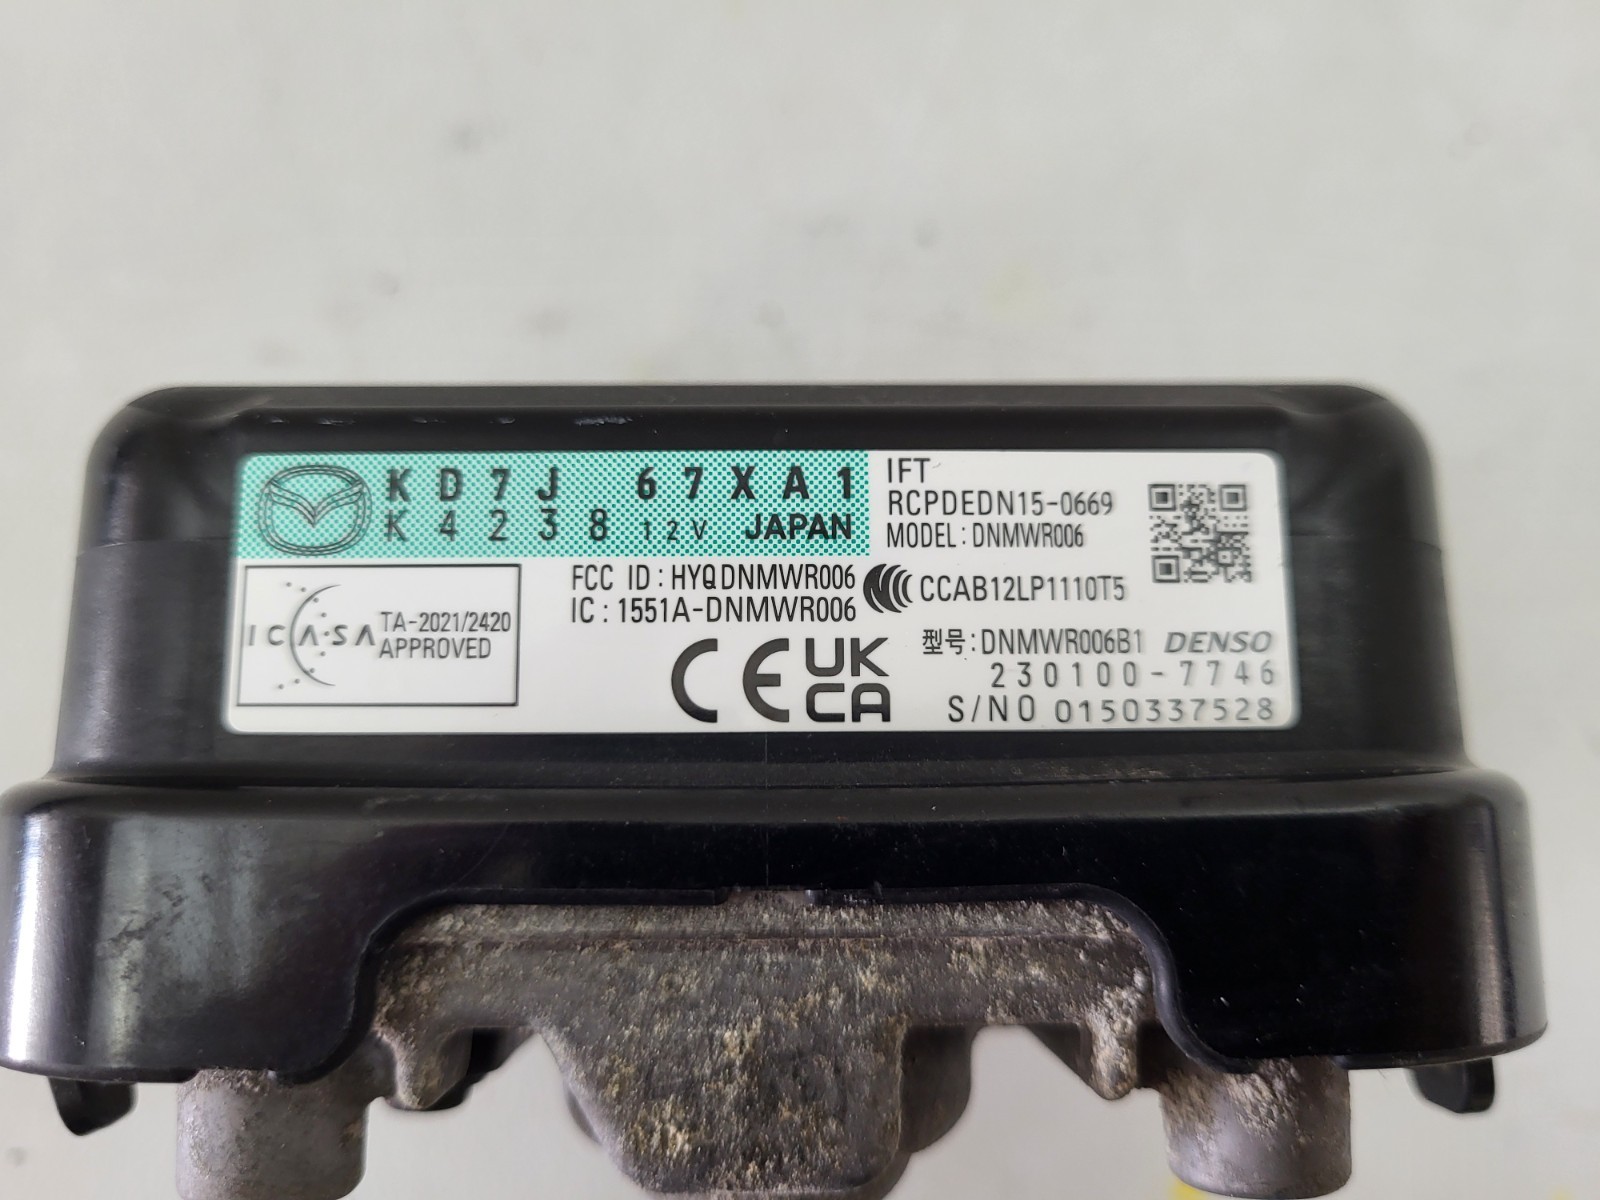 KD7J 67XA1
K4238 12V JAPAN
IFT
RCPDEDN15-0669
MODEL: DNMWR006
ICASA TA-2021/2420
APPROVED
FCC ID: HYQDNMWR006
IC: 1551A-DNMWR006
CCAB12LP1110T5
CE UK
CA
型号: DNMWR006B1 DENSO
230100-7746
S/NO 0150337528